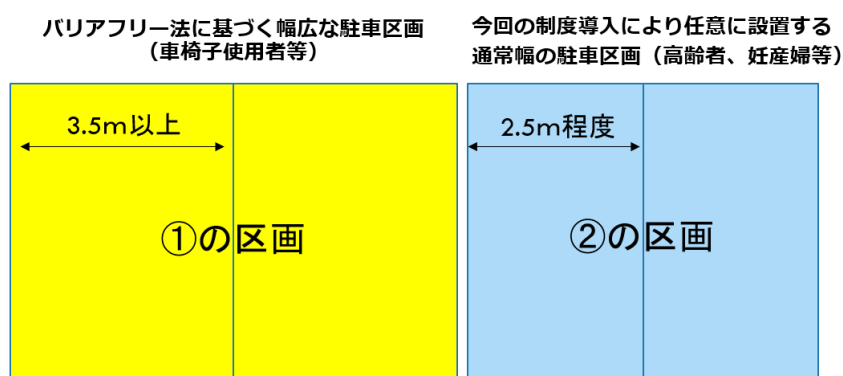 バリアフリー法に基づく幅広な駐車区画
（車椅子使用者等）
今回の制度導入により任意に設置する
通常幅の駐車区画（高齢者、妊産婦等）
3.5m以上
2.5m程度
①の区画
②の区画